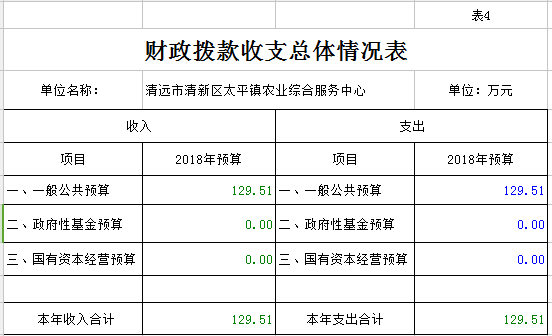 表4
财政拨款收支总体情况表
单位名称： 清远市清新区太平镇农业综合服务中心 单位：万元
收入 支出
项目 2018年预算 项目 2018年预算
一、一般公共预算 129.51 一、一般公共预算 129.51
二、政府性基金预算 0.00 二、政府性基金预算 0.00
三、国有资本经营预算 0.00 三、国有资本经营预算 0.00
本年收入合计 129.51 本年支出合计 129.51